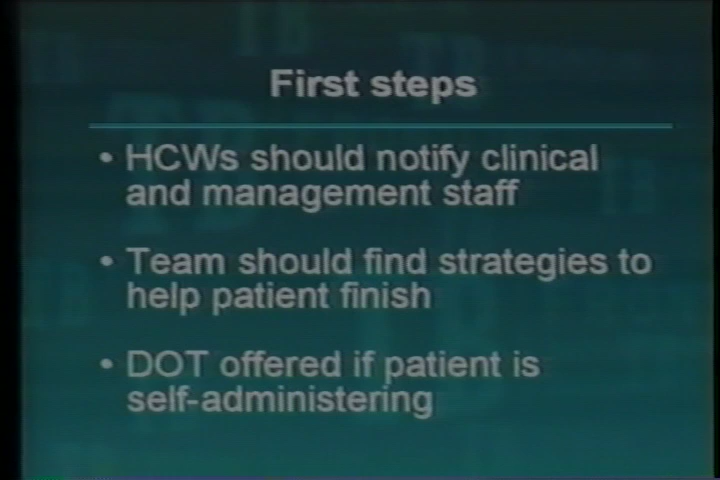 First steps
• HCWs should notify clinical
and management staff
• Team should find strategies to
help patient finish
• DOT offered if patient is
self-administering